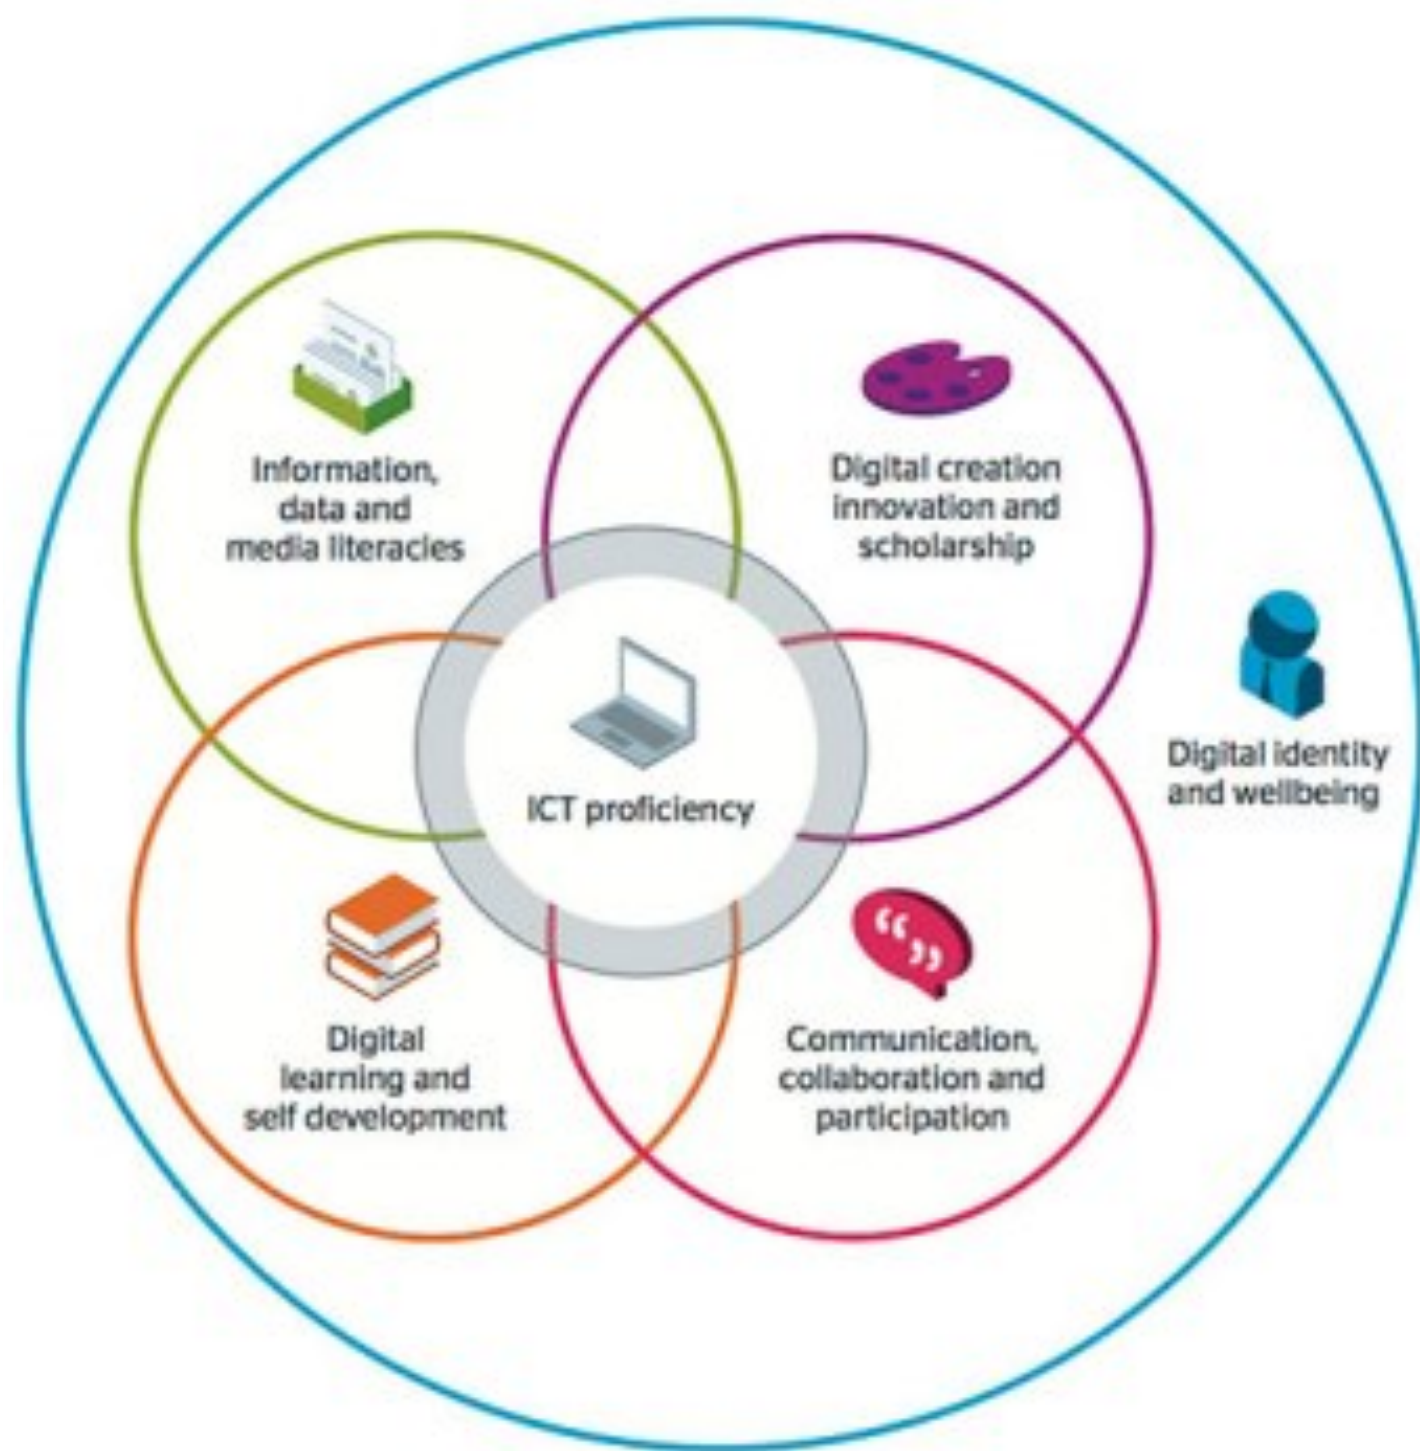 Information,
data and
media literacies
Digital creation
innovation and
scholarship
Digital identity
and wellbeing
ICT proficiency
Digital
learning and
self development
Communication,
collaboration and
participation